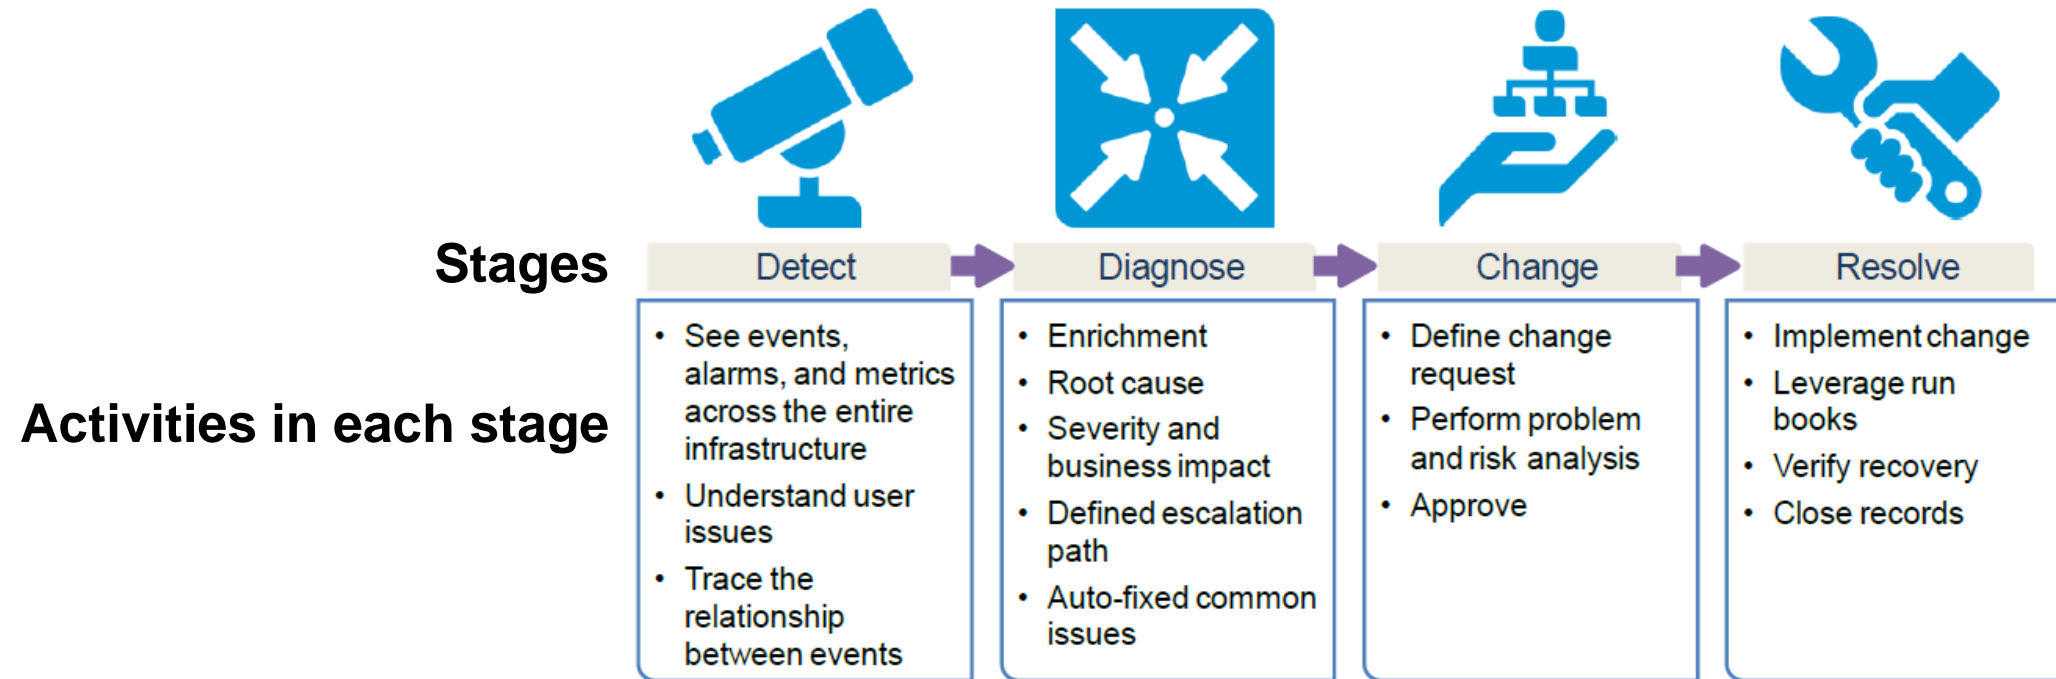 Stages
Detect
Diagnose
Change
Resolve
Activities in each stage
• See events,
alarms, and metrics
across the entire
infrastructure
• Understand user
issues
• Trace the
relationship
between events
• Enrichment
• Root cause
• Severity and
business impact
• Defined escalation
path
• Auto-fixed common
issues
• Define change
request
• Perform problem
and risk analysis
• Approve
• Implement change
• Leverage run
books
• Verify recovery
• Close records